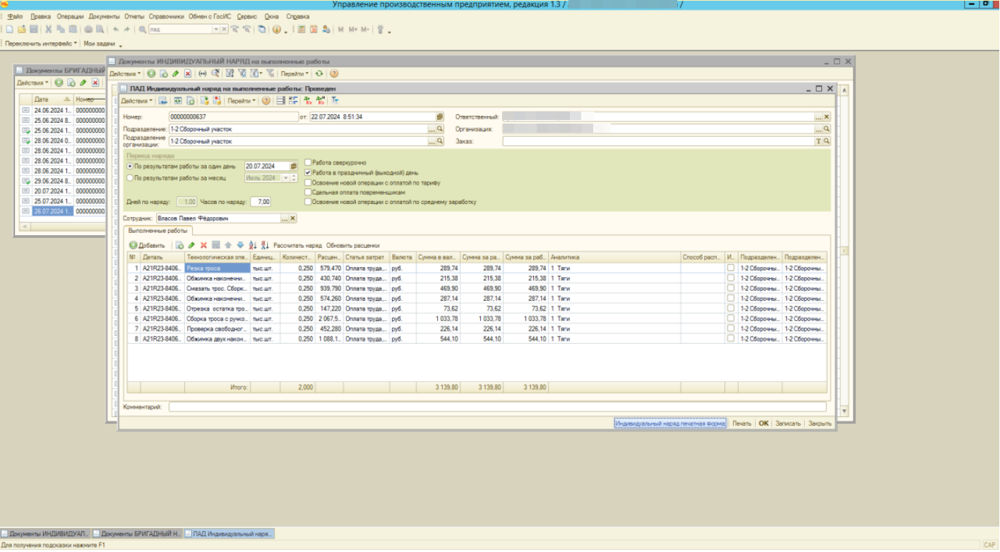 Управление производственным предприятием, редакция 1.3 / /
Файл Правка Операции Документы Отчеты Справочники Обмен с ГосИС Сервис Окна Справка
пад M M+ M-
Переключить интерфейс Мои задачи
Документы ИНДИВИДУАЛЬНЫЙ НАРЯД на выполненные работы
Действия Перейти
Документы БРИГАДНЫЙ
Действия
Дата Номер
24.06.2024 1... 000000000
25.06.2024 8... 000000000
25.06.2024 1... 000000000
28.06.2024 0... 000000000
28.06.2024 1... 000000000
28.06.2024 1... 000000000
28.06.2024 1... 000000000
29.06.2024 8... 000000000
20.07.2024 1... 000000000
25.07.2024 1... 000000000
26.07.2024 1... 000000000
ПАД Индивидуальный наряд на выполненные работы: Проведен
Действия Перейти
Номер: 00000000637 от: 22.07.2024 8:51:34 Ответственный:
Подразделение: 1-2 Сборочный участок Организация:
Подразделение организации: 1-2 Сборочный участок Заказ:
Период наряда
По результатам работы за один день 20.07.2024
По результатам работы за месяц Июль 2024
Работа сверхурочно
Работа в праздничный (выходной) день
Освоение новой операции с оплатой по тарифу
Сдельная оплата повременщикам
Освоение новой операции с оплатой по среднему заработку
Дней по наряду: 1,00 Часов по наряду: 7,00
Сотрудник: Власов Павел Фёдорович
Выполненные работы
Добавить Рассчитать наряд Обновить расценки
№ Деталь Технологическая опе... Единиц... Количест... Расцен... Статья затрат Валюта Сумма в вал... Сумма за ра... Сумма за раб... Аналитика Способ расп... И... Подразделен... Подразделен...
1 A21R23-8406... Резка троса тыс.шт. 0,250 579,470 Оплата труда,... руб. 289,74 289,74 289,74 1 Тяги 1-2 Сборочны... 1-2 Сборочны...
2 A21R23-8406... Обжимка наконечни... тыс.шт. 0,250 430,740 Оплата труда,... руб. 215,38 215,38 215,38 1 Тяги 1-2 Сборочны... 1-2 Сборочны...
3 A21R23-8406... Смазать трос. Сборк... тыс.шт. 0,250 939,790 Оплата труда,... руб. 469,90 469,90 469,90 1 Тяги 1-2 Сборочны... 1-2 Сборочны...
4 A21R23-8406... Обжимка наконечни... тыс.шт. 0,250 574,260 Оплата труда,... руб. 287,14 287,14 287,14 1 Тяги 1-2 Сборочны... 1-2 Сборочны...
5 A21R23-8406... Отрезка остатка тро... тыс.шт. 0,250 147,220 Оплата труда,... руб. 73,62 73,62 73,62 1 Тяги 1-2 Сборочны... 1-2 Сборочны...
6 A21R23-8406... Сборка троса с ручко... тыс.шт. 0,250 2 067,5... Оплата труда,... руб. 1 033,78 1 033,78 1 033,78 1 Тяги 1-2 Сборочны... 1-2 Сборочны...
7 A21R23-8406... Проверка свободног... тыс.шт. 0,250 452,280 Оплата труда,... руб. 226,14 226,14 226,14 1 Тяги 1-2 Сборочны... 1-2 Сборочны...
8 A21R23-8406... Обжимка двух након... тыс.шт. 0,250 1 088,1... Оплата труда,... руб. 544,10 544,10 544,10 1 Тяги 1-2 Сборочны... 1-2 Сборочны...
Итого: 2,000 3 139,80 3 139,80 3 139,80
Комментарий:
Индивидуальный наряд печатная форма Печать OK Записать Закрыть
Документы ИНДИВИДУАЛ... Документы БРИГАДНЫЙ Н... ПАД Индивидуальный наря...
Для получения подсказки нажмите F1 CAP